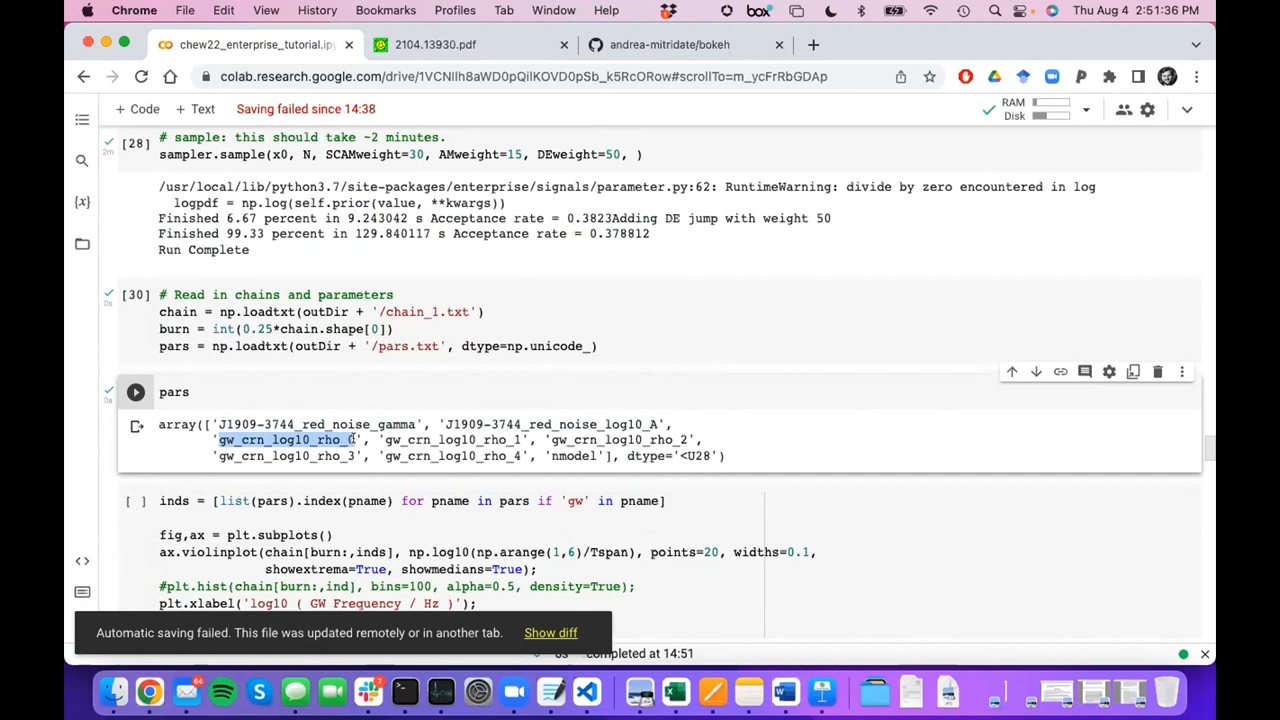 Chrome File Edit View History Bookmarks Profiles Tab Window Help box Thu Aug 4 2:51:36 PM
chew22_enterprise_tutorial.ipy 2104.13930.pdf andrea-mitridate/bokeh
colab.research.google.com/drive/1VCNIlh8aWD0pQilKOVD0pSb_k5RcORow#scrollTo=m_ycFrRbGDAp
+ Code + Text Saving failed since 14:38 RAM Disk
[28] # sample: this should take ~2 minutes.
2m sampler.sample(x0, N, SCAMweight=30, AMweight=15, DEweight=50, )
/usr/local/lib/python3.7/site-packages/enterprise/signals/parameter.py:62: RuntimeWarning: divide by zero encountered in log
logpdf = np.log(self.prior(value, **kwargs))
Finished 6.67 percent in 9.243042 s Acceptance rate = 0.3823Adding DE jump with weight 50
Finished 99.33 percent in 129.840117 s Acceptance rate = 0.378812
Run Complete
[30] # Read in chains and parameters
0s chain = np.loadtxt(outDir + '/chain_1.txt')
burn = int(0.25*chain.shape[0])
pars = np.loadtxt(outDir + '/pars.txt', dtype=np.unicode_)
0s pars
array(['J1909-3744_red_noise_gamma', 'J1909-3744_red_noise_log10_A',
'gw_crn_log10_rho_0', 'gw_crn_log10_rho_1', 'gw_crn_log10_rho_2',
'gw_crn_log10_rho_3', 'gw_crn_log10_rho_4', 'nmodel'], dtype='<U28')
[ ] inds = [list(pars).index(pname) for pname in pars if 'gw' in pname]
fig,ax = plt.subplots()
ax.violinplot(chain[burn:,inds], np.log10(np.arange(1,6)/Tspan), points=20, widths=0.1,
showextrema=True, showmedians=True);
#plt.hist(chain[burn:,ind], bins=100, alpha=0.5, density=True);
plt.xlabel('log10 ( GW Frequency / Hz )');
Automatic saving failed. This file was updated remotely or in another tab. Show diff
0s completed at 14:51
64 7